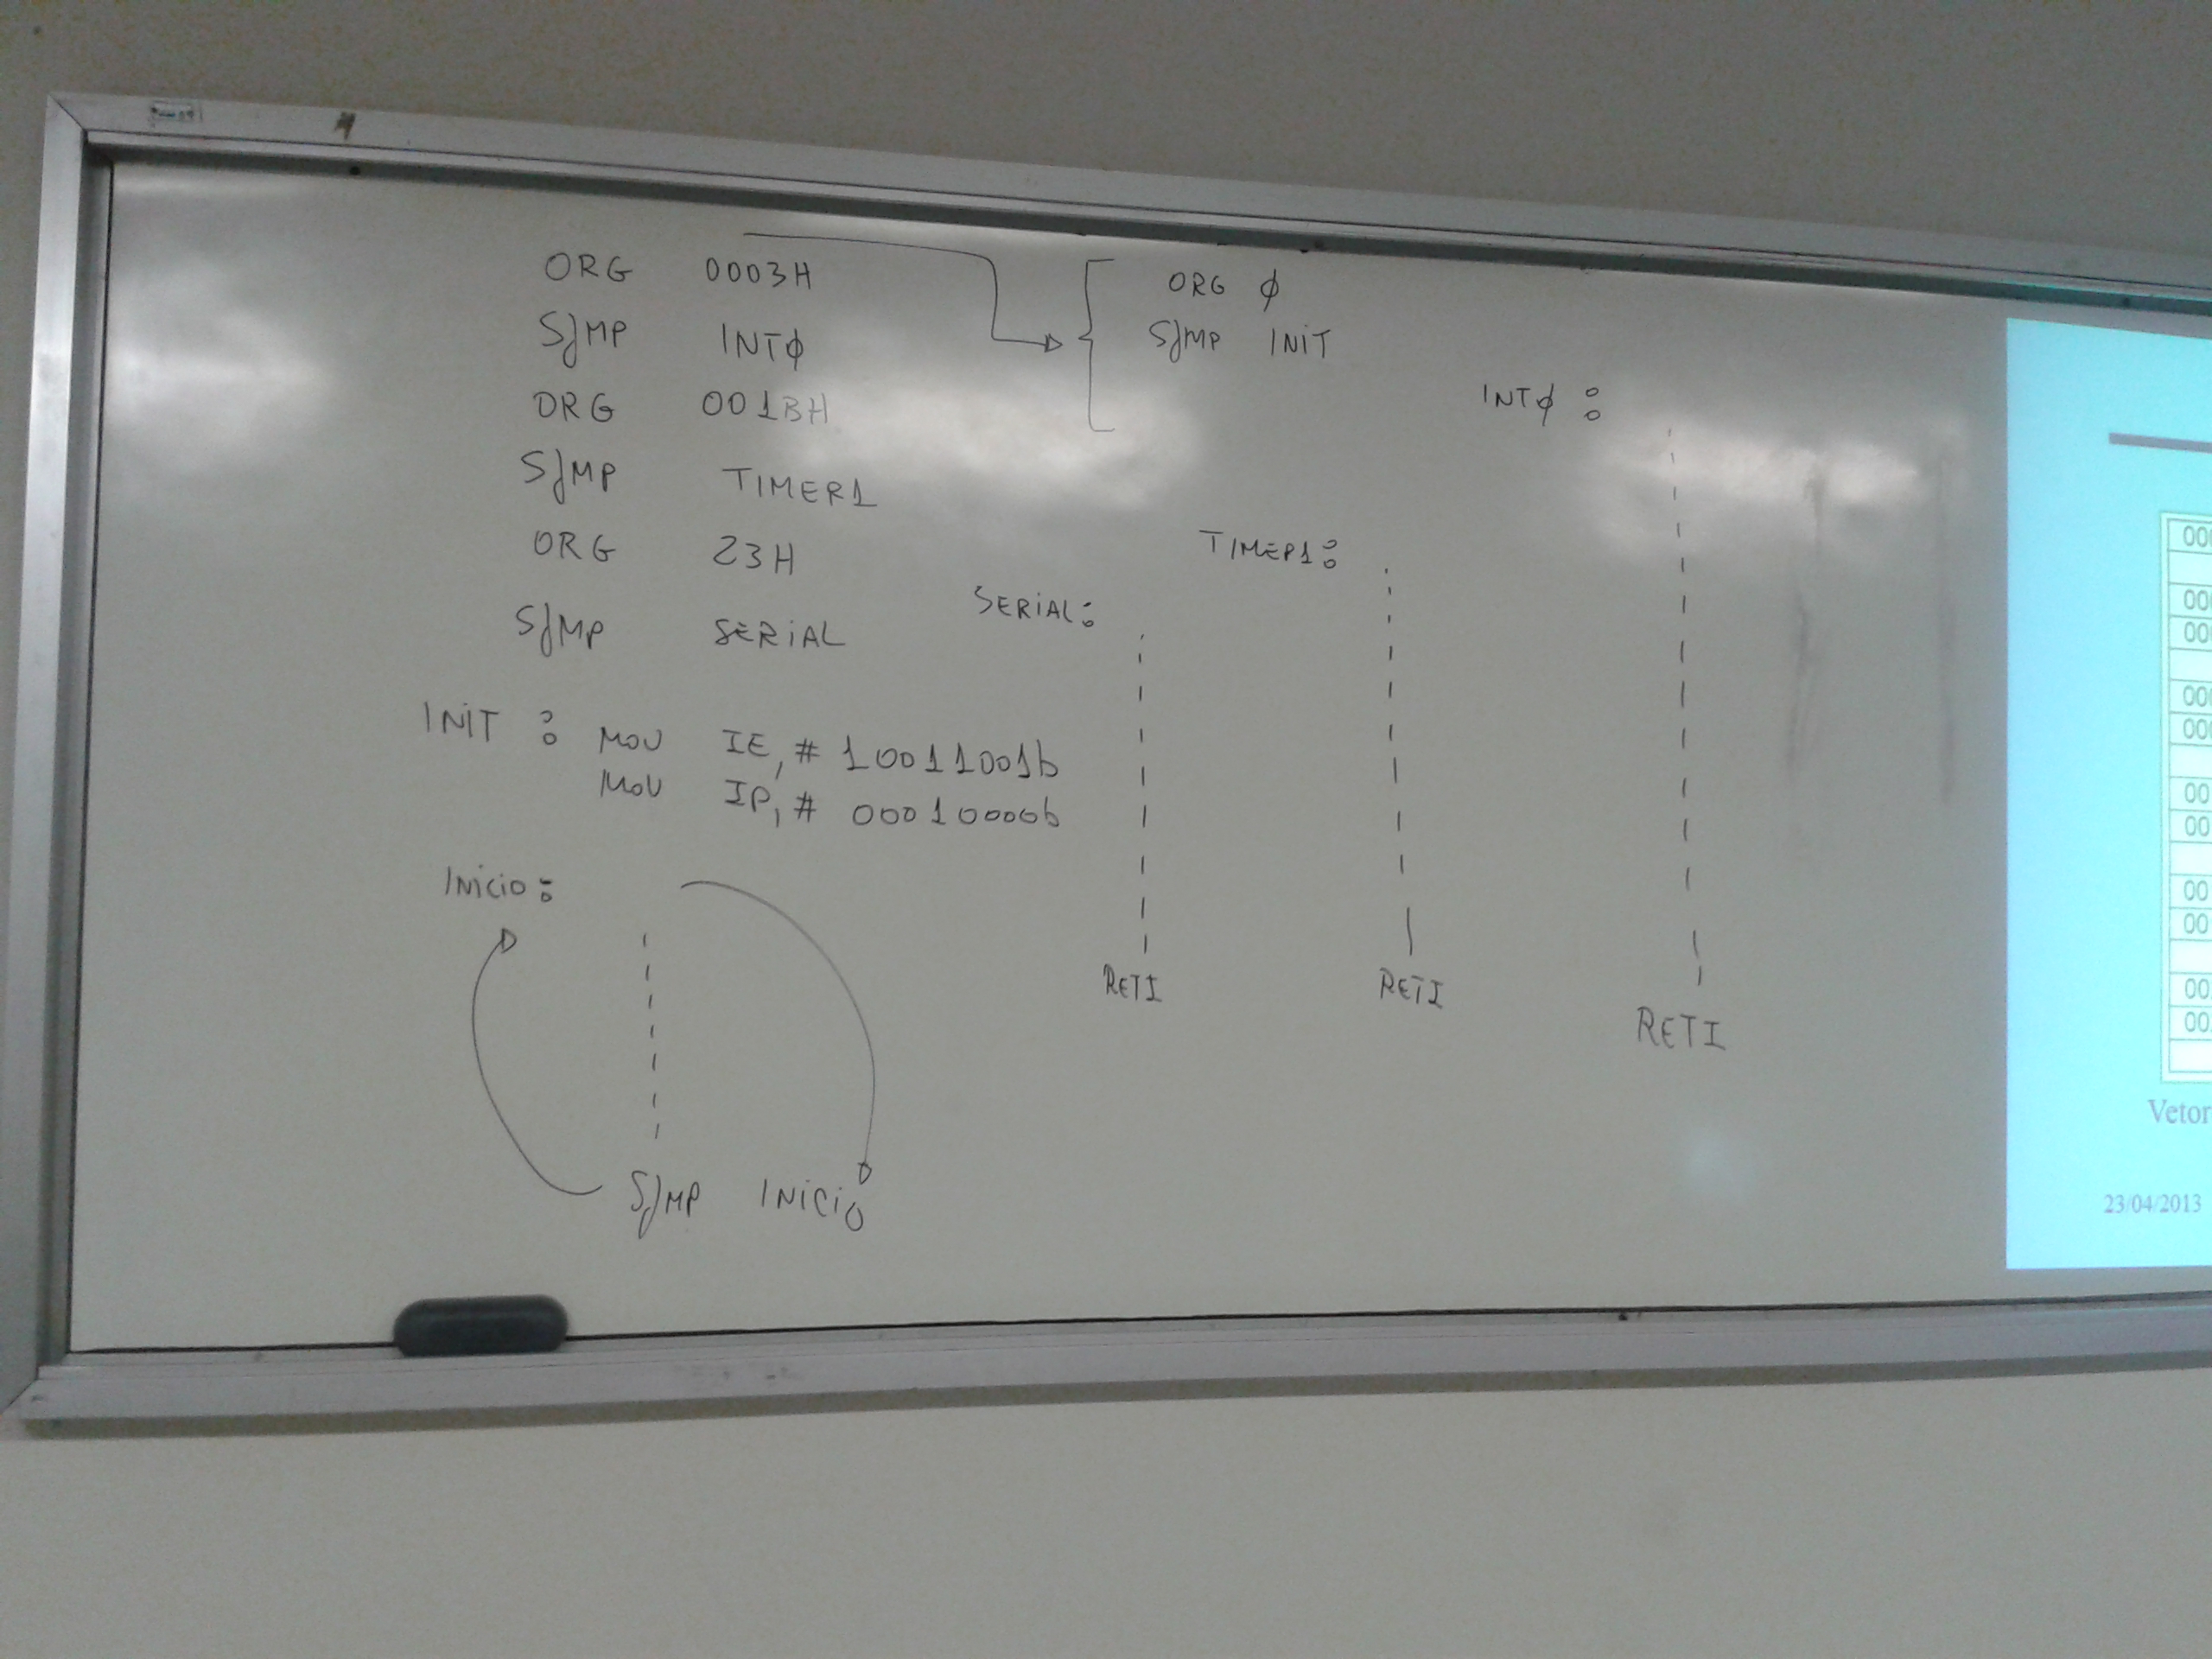 ORG 0003H
SJMP INTϕ
ORG 001BH
SJMP TIMER1
ORG 23H
SJMP SERIAL
INIT : MOV IE, # 10011001b
MOV IP, # 00010000b
INICIO :
SJMP INICIO
ORG ϕ
SJMP INIT
SERIAL :
RETI
TIMER1 :
RETI
INTϕ :
RETI
00
00
00
00
00
00
00
00
00
00
00
Vetor
23/04/2013